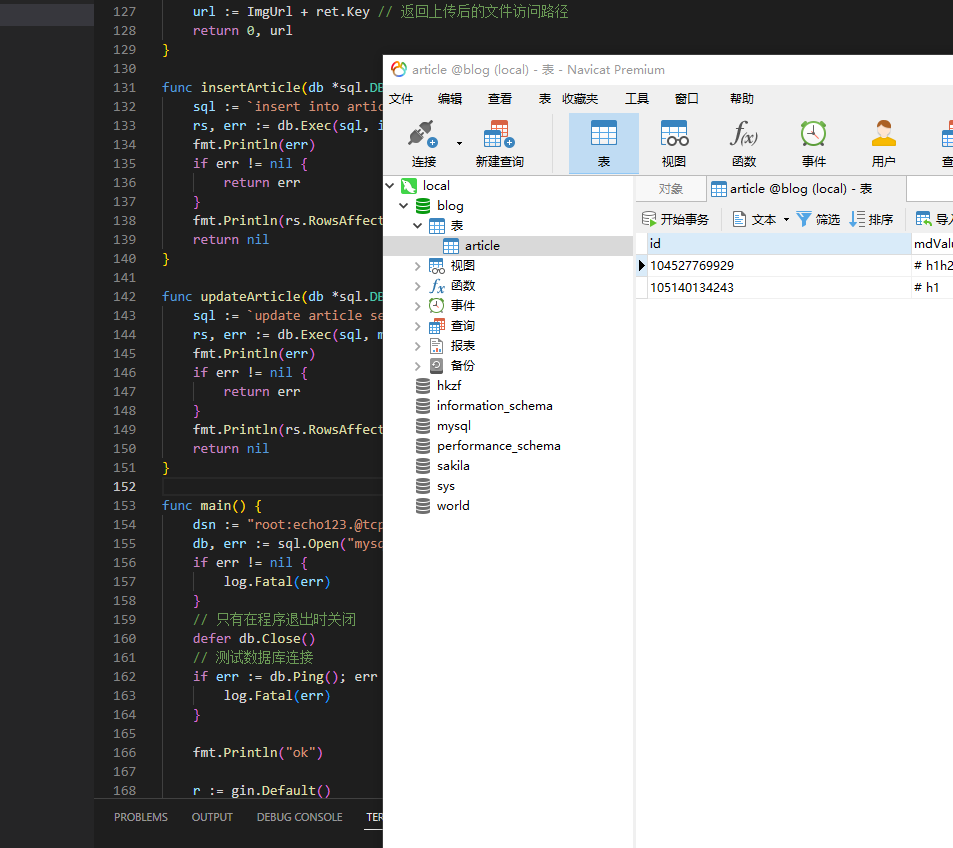 127 url := ImgUrl + ret.Key // 返回上传后的文件访问路径
128 return 0, url
129 }
130
131 func insertArticle(db *sql.DB
132 sql := `insert into artic
133 rs, err := db.Exec(sql, i
134 fmt.Println(err)
135 if err != nil {
136 return err
137 }
138 fmt.Println(rs.RowsAffect
139 return nil
140 }
141
142 func updateArticle(db *sql.DB
143 sql := `update article se
144 rs, err := db.Exec(sql, m
145 fmt.Println(err)
146 if err != nil {
147 return err
148 }
149 fmt.Println(rs.RowsAffect
150 return nil
151 }
152
153 func main() {
154 dsn := "root:echo123.@tcp
155 db, err := sql.Open("mysq
156 if err != nil {
157 log.Fatal(err)
158 }
159 // 只有在程序退出时关闭
160 defer db.Close()
161 // 测试数据库连接
162 if err := db.Ping(); err
163 log.Fatal(err)
164 }
165
166 fmt.Println("ok")
167
168 r := gin.Default()
PROBLEMS OUTPUT DEBUG CONSOLE TER
article @blog (local) - 表 - Navicat Premium
文件 编辑 查看 表 收藏夹 工具 窗口 帮助
连接 新建查询 表 视图 函数 事件 用户 查
local
blog
表
article
视图
函数
事件
查询
报表
备份
hkzf
information_schema
mysql
performance_schema
sakila
sys
world
对象 article @blog (local) - 表
开始事务 文本 筛选 排序 导入
id mdValu
104527769929 # h1h2
105140134243 # h1